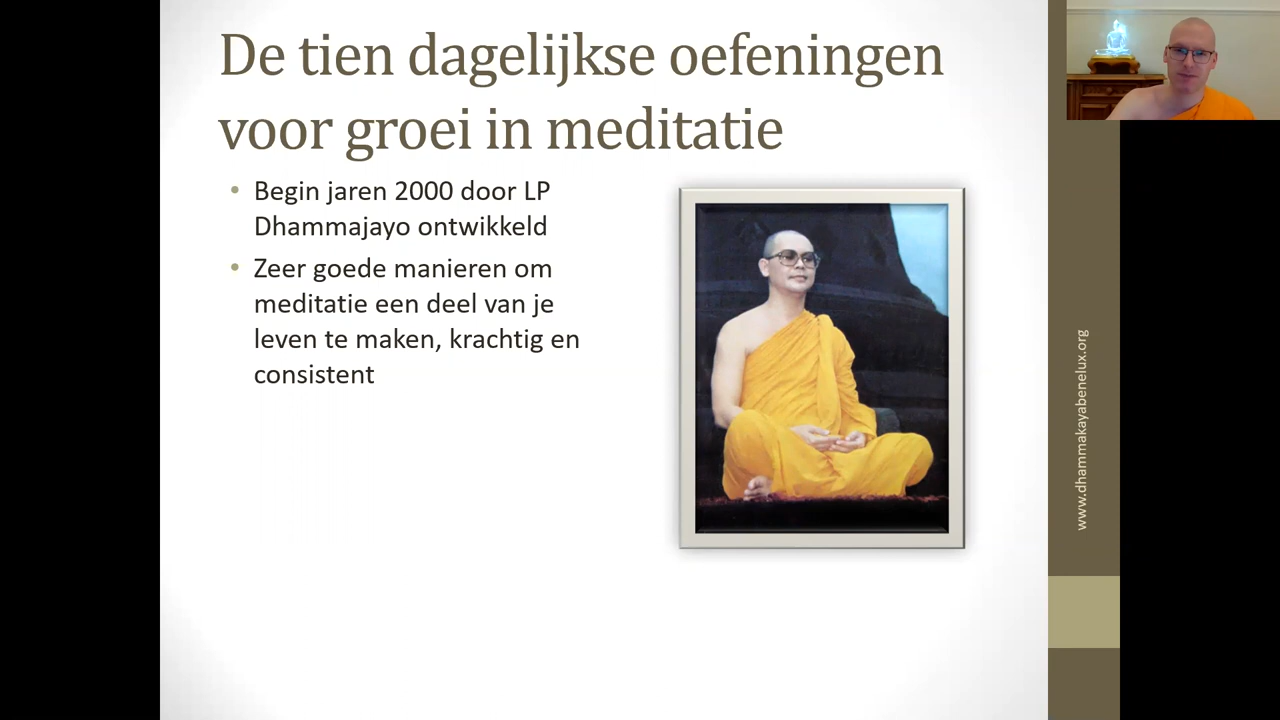 De tien dagelijkse oefeningen
voor groei in meditatie
• Begin jaren 2000 door LP
Dhammajayo ontwikkeld
• Zeer goede manieren om
meditatie een deel van je
leven te maken, krachtig en
consistent
www.dhammakayabenelux.org